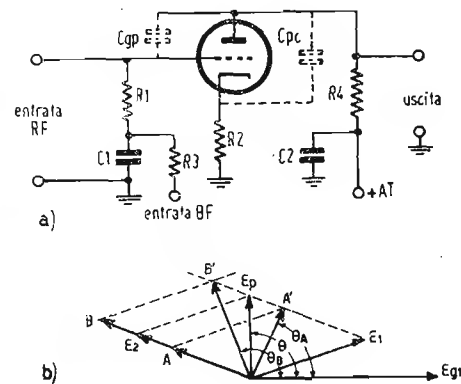 Cgp
Cpc
R1
R4
entrata
RF
uscita
R2
C1
R3
C2
+AT
entrata BF
a)
B'
Ep
A'
B
E2
A
θA
θ
θB
E1
Eg1
b)